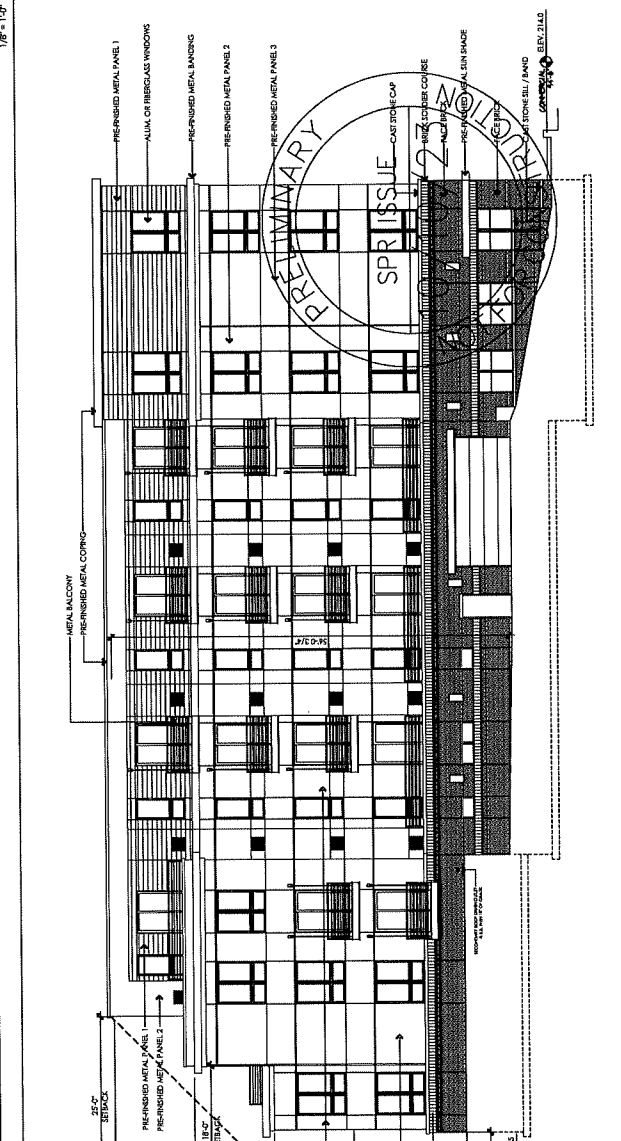 1/8" = 1'-0"
PRE-FINISHED METAL PANEL 1
ALUM. OR FIBERGLASS WINDOWS
PRE-FINISHED METAL BANDING
PRE-FINISHED METAL PANEL 2
PRE-FINISHED METAL PANEL 3
CAST STONE CAP
BRICK SOLDIER COURSE
FACE BRICK
PRE-FINISHED METAL SUN SHADE
FACE BRICK
CAST STONE SILL / BAND
COMMERCIAL
ELEV. 214.0
PRELIMINARY
SPR ISSUE
FOR CONSTRUCTION
METAL BALCONY
PRE-FINISHED METAL COPING
56'-0 3/4"
25'-0"
SETBACK
PRE-FINISHED METAL PANEL 1
PRE-FINISHED METAL PANEL 2
18'-0"